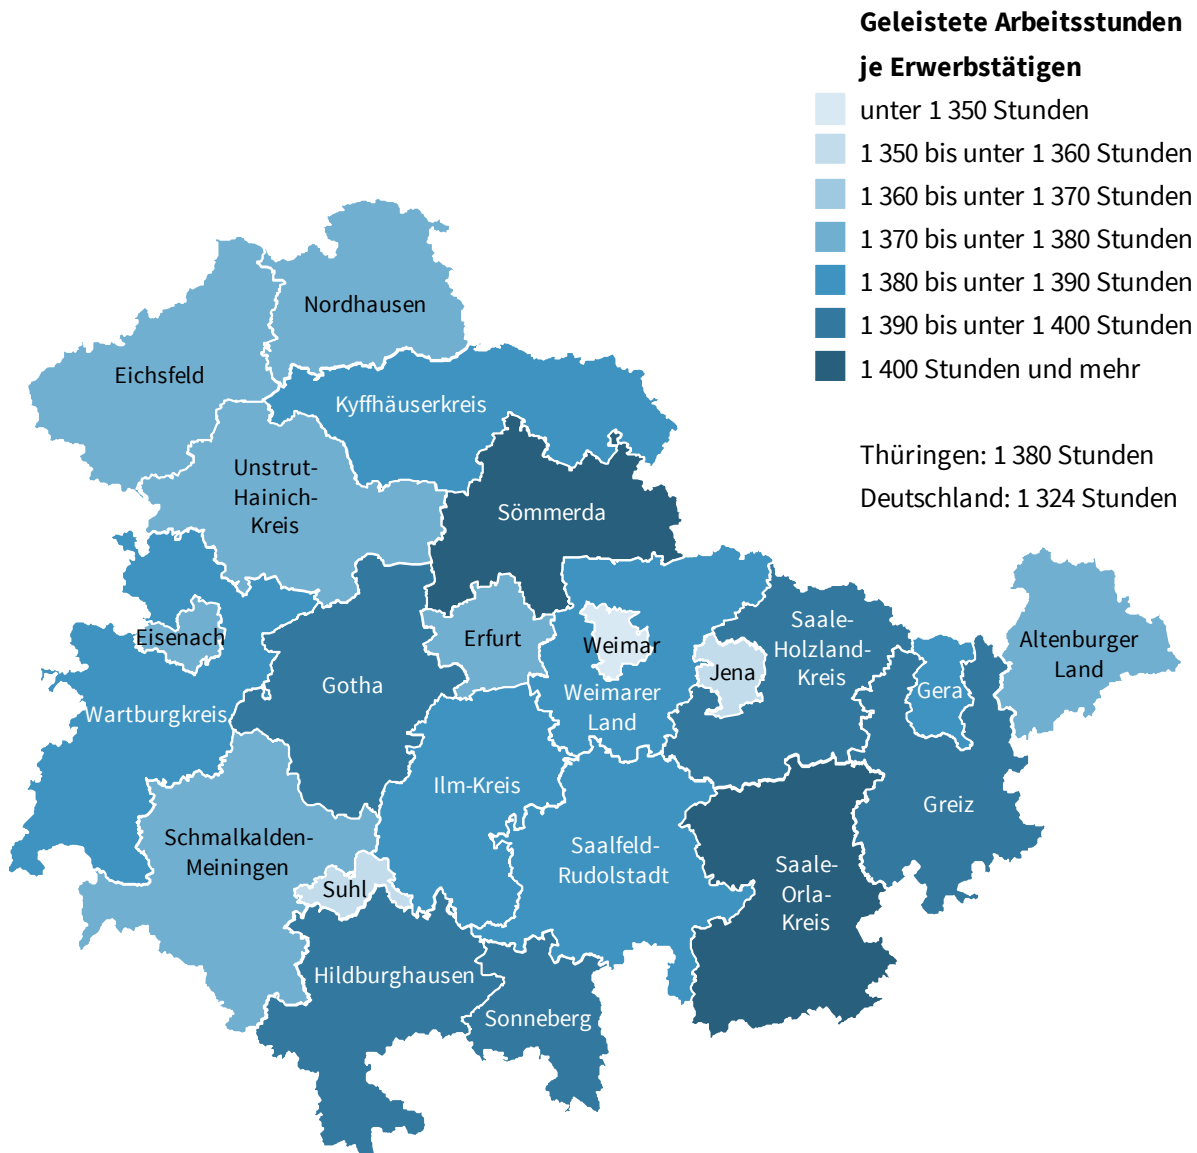 Geleistete Arbeitsstunden
je Erwerbstätigen
unter 1 350 Stunden
1 350 bis unter 1 360 Stunden
1 360 bis unter 1 370 Stunden
1 370 bis unter 1 380 Stunden
1 380 bis unter 1 390 Stunden
1 390 bis unter 1 400 Stunden
1 400 Stunden und mehr
Thüringen: 1 380 Stunden
Deutschland: 1 324 Stunden
Nordhausen
Eichsfeld
Kyffhäuserkreis
Unstrut-
Hainich-
Kreis
Sömmerda
Eisenach
Erfurt
Weimar
Saale-
Holzland-
Kreis
Altenburger
Land
Jena
Gotha
Weimarer
Land
Gera
Wartburgkreis
Ilm-Kreis
Greiz
Schmalkalden-
Meiningen
Saalfeld-
Rudolstadt
Saale-
Orla-
Kreis
Suhl
Hildburghausen
Sonneberg